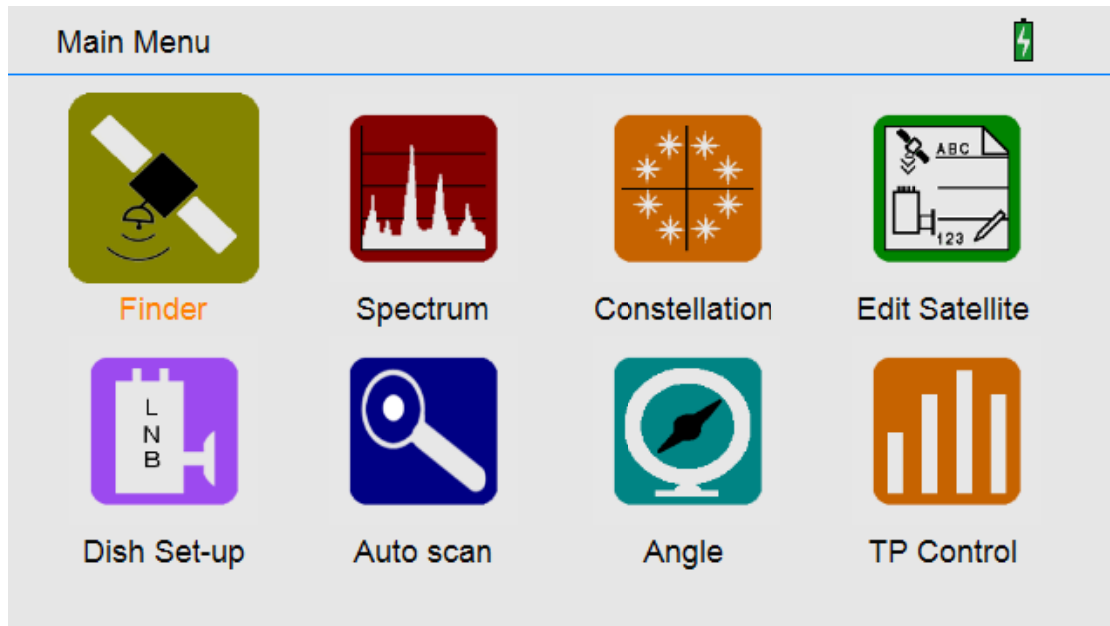 Main Menu
ABC
123
Finder
Spectrum
Constellation
Edit Satellite
L
N
B
Dish Set-up
Auto scan
Angle
TP Control